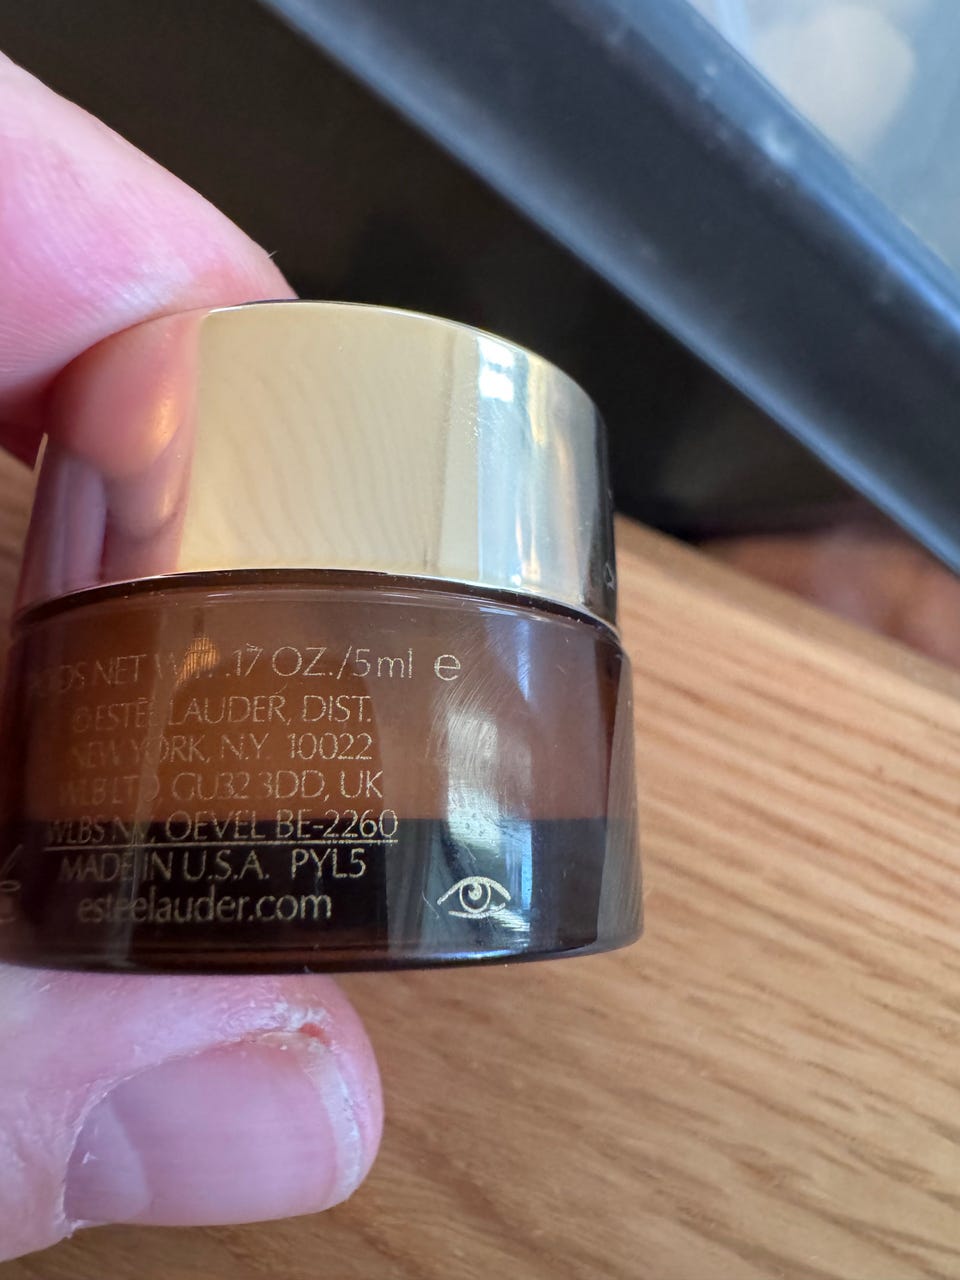 NET WT. .17 OZ./5ml ℮
©ESTÉE LAUDER, DIST.
NEW YORK, N.Y. 10022
WLB LTD, GU32 3DD, UK
WLBS NV, OEVEL BE-2260
MADE IN U.S.A. PYL5
esteelauder.com